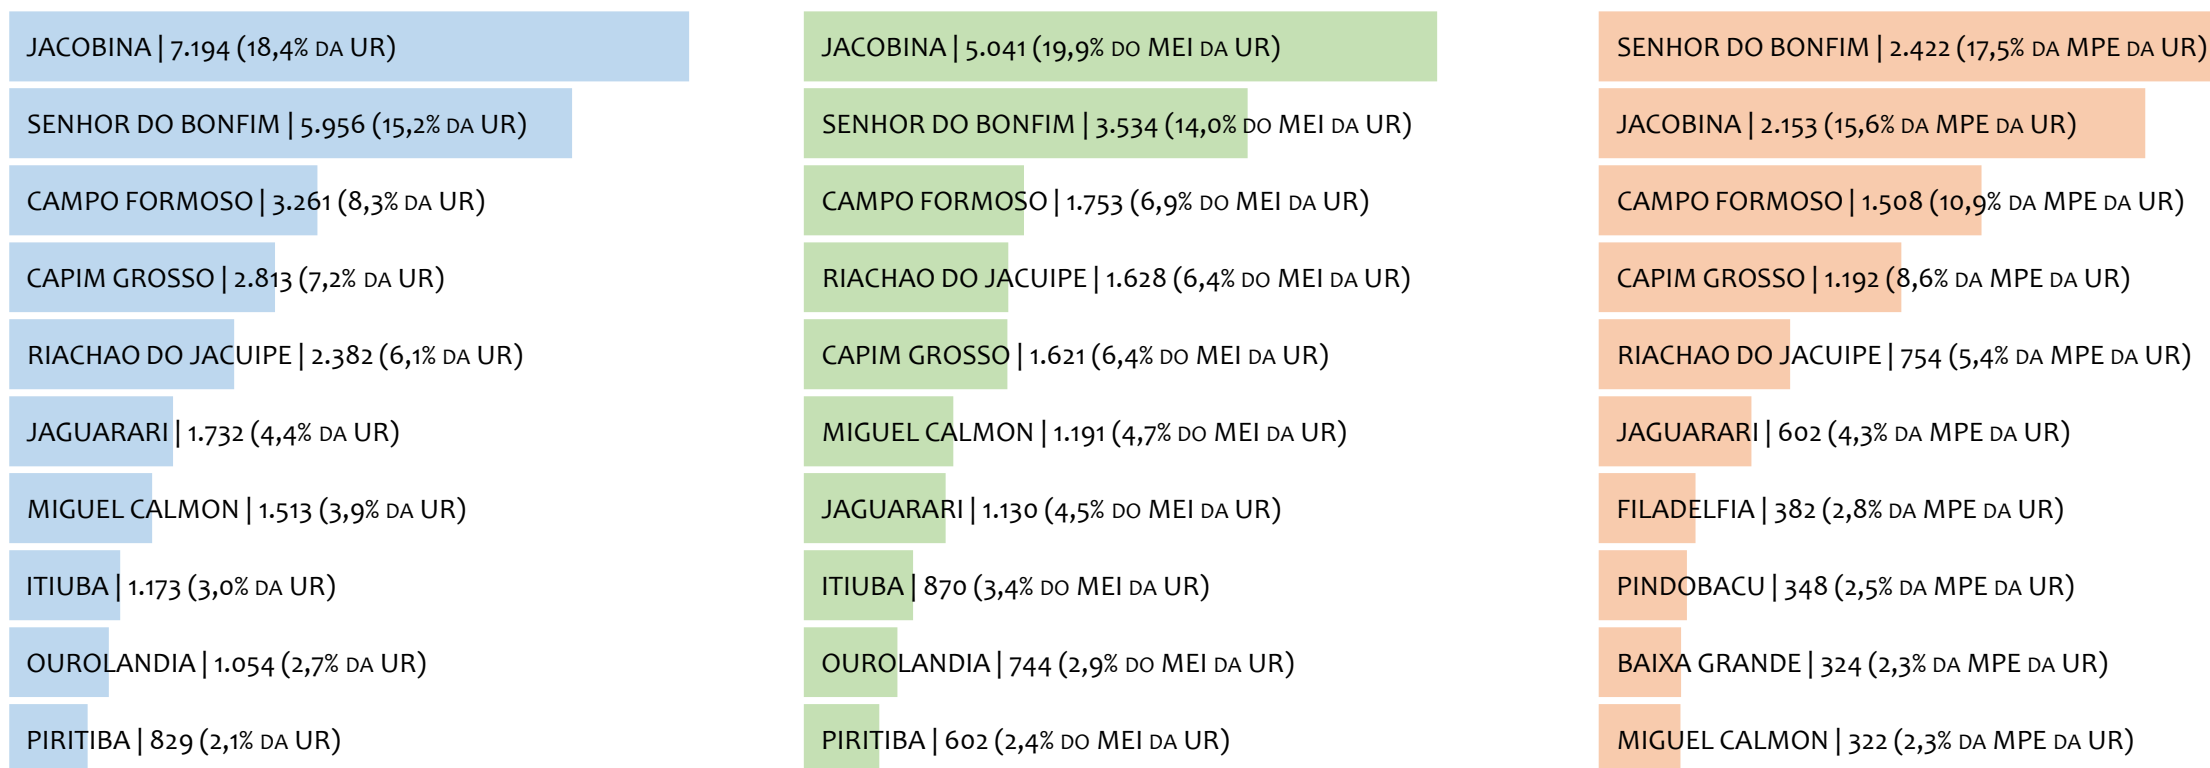 JACOBINA | 7.194 (18,4% DA UR)
SENHOR DO BONFIM | 5.956 (15,2% DA UR)
CAMPO FORMOSO | 3.261 (8,3% DA UR)
CAPIM GROSSO | 2.813 (7,2% DA UR)
RIACHAO DO JACUIPE | 2.382 (6,1% DA UR)
JAGUARARI | 1.732 (4,4% DA UR)
MIGUEL CALMON | 1.513 (3,9% DA UR)
ITIUBA | 1.173 (3,0% DA UR)
OUROLANDIA | 1.054 (2,7% DA UR)
PIRITIBA | 829 (2,1% DA UR)
JACOBINA | 5.041 (19,9% DO MEI DA UR)
SENHOR DO BONFIM | 3.534 (14,0% DO MEI DA UR)
CAMPO FORMOSO | 1.753 (6,9% DO MEI DA UR)
RIACHAO DO JACUIPE | 1.628 (6,4% DO MEI DA UR)
CAPIM GROSSO | 1.621 (6,4% DO MEI DA UR)
MIGUEL CALMON | 1.191 (4,7% DO MEI DA UR)
JAGUARARI | 1.130 (4,5% DO MEI DA UR)
ITIUBA | 870 (3,4% DO MEI DA UR)
OUROLANDIA | 744 (2,9% DO MEI DA UR)
PIRITIBA | 602 (2,4% DO MEI DA UR)
SENHOR DO BONFIM | 2.422 (17,5% DA MPE DA UR)
JACOBINA | 2.153 (15,6% DA MPE DA UR)
CAMPO FORMOSO | 1.508 (10,9% DA MPE DA UR)
CAPIM GROSSO | 1.192 (8,6% DA MPE DA UR)
RIACHAO DO JACUIPE | 754 (5,4% DA MPE DA UR)
JAGUARARI | 602 (4,3% DA MPE DA UR)
FILADELFIA | 382 (2,8% DA MPE DA UR)
PINDOBACU | 348 (2,5% DA MPE DA UR)
BAIXA GRANDE | 324 (2,3% DA MPE DA UR)
MIGUEL CALMON | 322 (2,3% DA MPE DA UR)